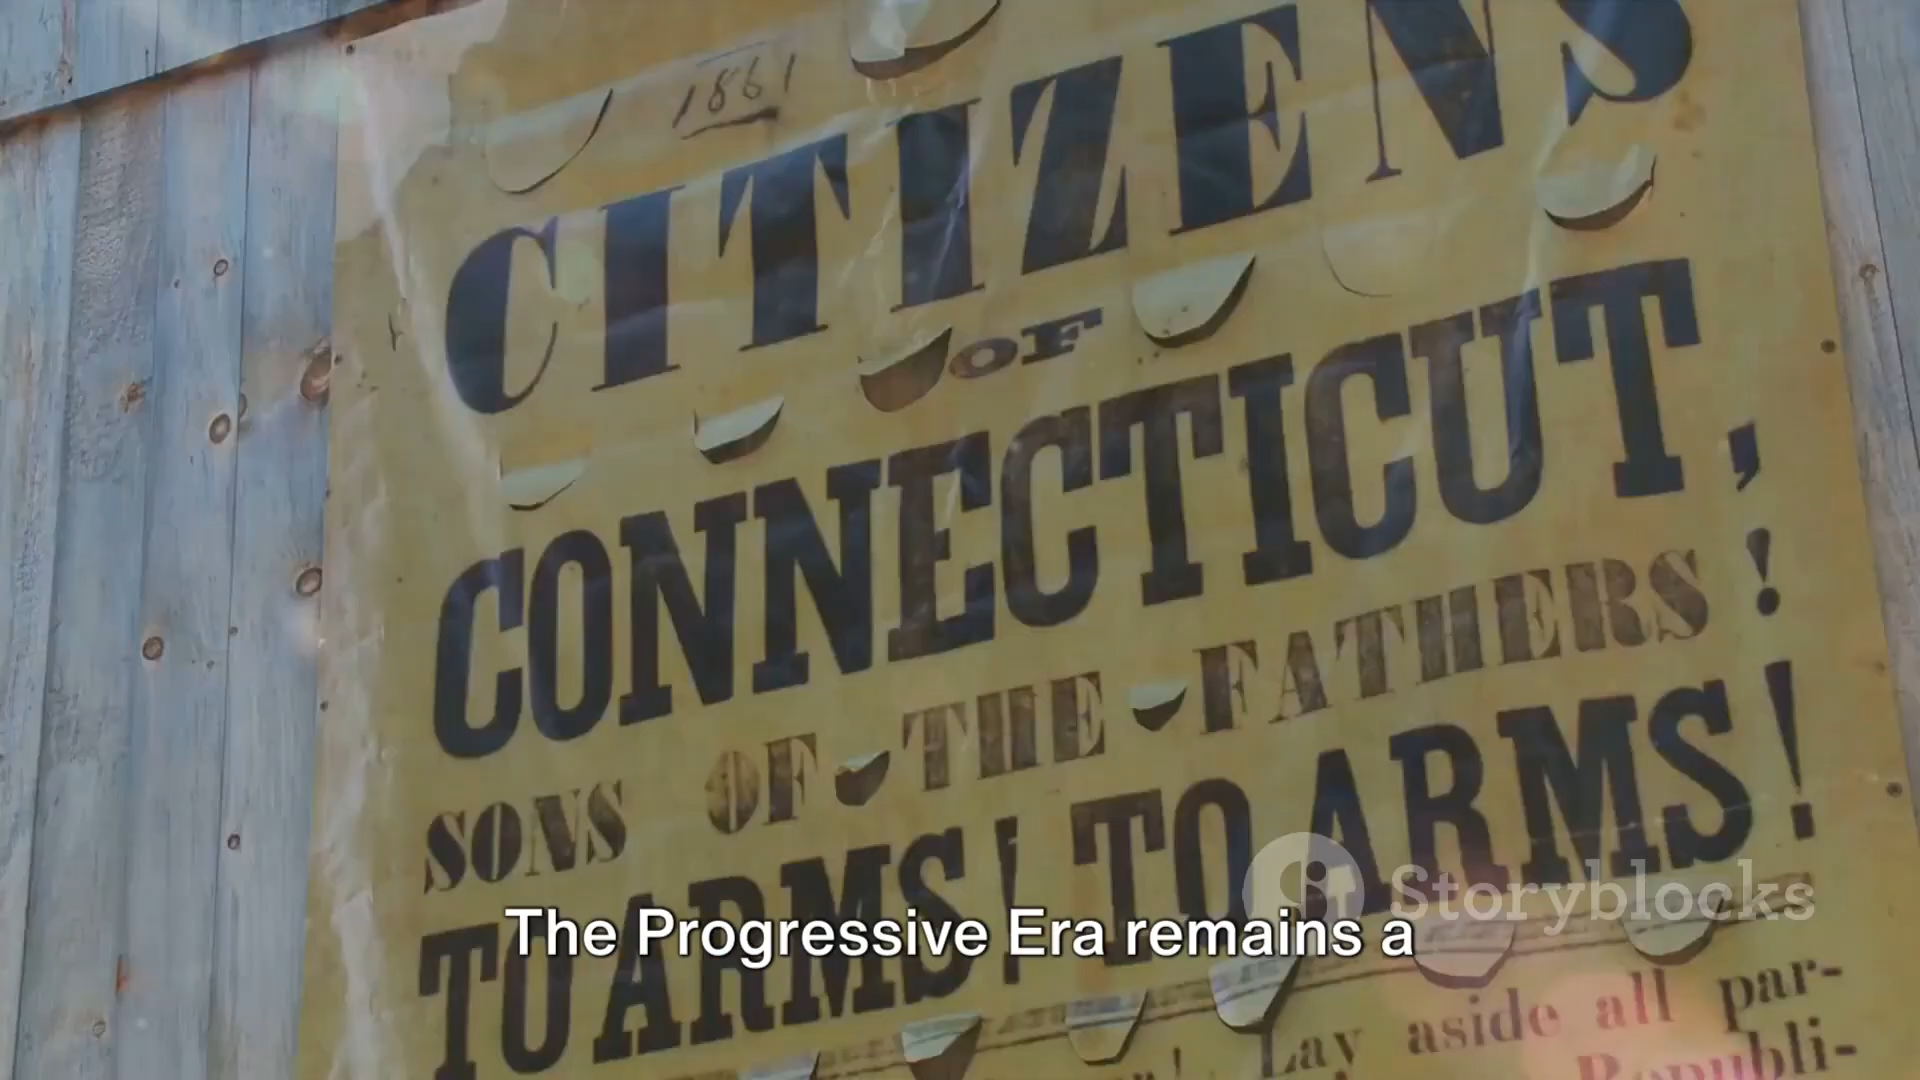 1861
CITIZENS
OF
CONNECTICUT,
SONS OF THE FATHERS!
TO ARMS! TO ARMS!
Storyblocks
The Progressive Era remains a
Lay aside all par-
Republi-